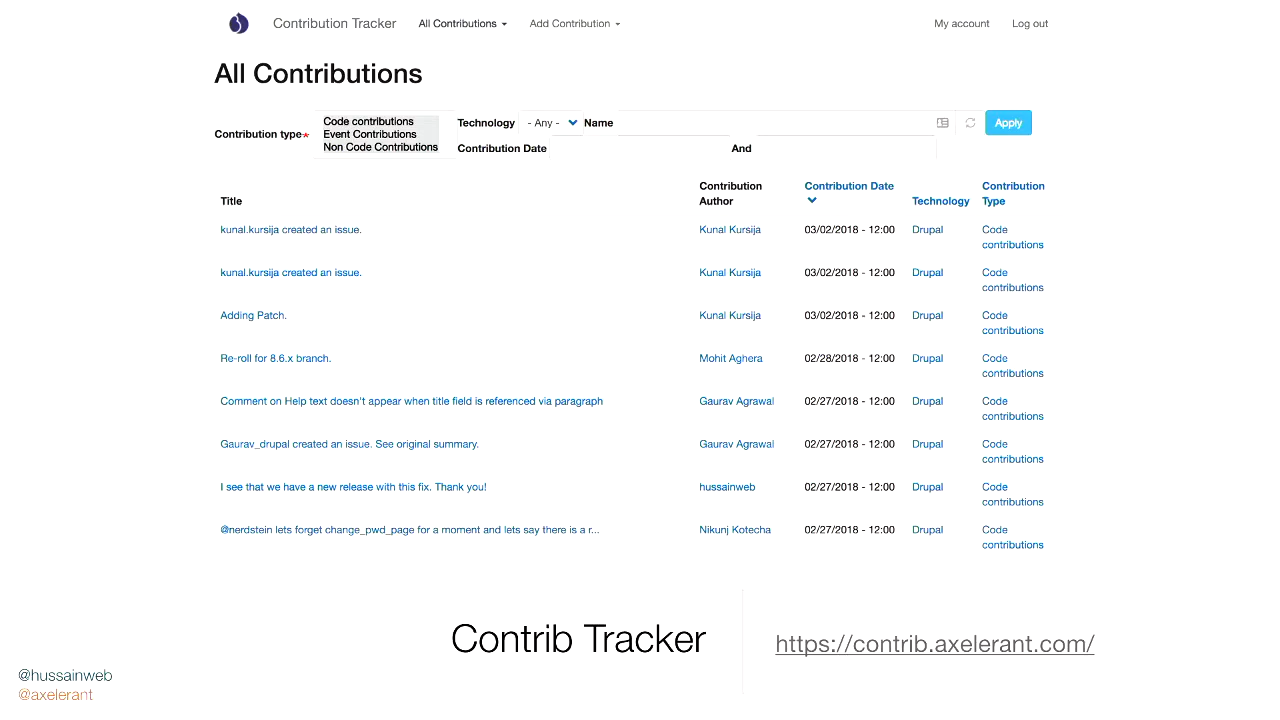 Contribution Tracker All Contributions Add Contribution My account Log out
All Contributions
Contribution type* Code contributions Event Contributions Non Code Contributions Technology - Any - Name Apply
Contribution Date And
Title Contribution Author Contribution Date Technology Contribution Type
kunal.kursija created an issue. Kunal Kursija 03/02/2018 - 12:00 Drupal Code contributions
kunal.kursija created an issue. Kunal Kursija 03/02/2018 - 12:00 Drupal Code contributions
Adding Patch. Kunal Kursija 03/02/2018 - 12:00 Drupal Code contributions
Re-roll for 8.6.x branch. Mohit Aghera 02/28/2018 - 12:00 Drupal Code contributions
Comment on Help text doesn't appear when title field is referenced via paragraph Gaurav Agrawal 02/27/2018 - 12:00 Drupal Code contributions
Gaurav_drupal created an issue. See original summary. Gaurav Agrawal 02/27/2018 - 12:00 Drupal Code contributions
I see that we have a new release with this fix. Thank you! hussainweb 02/27/2018 - 12:00 Drupal Code contributions
@nerdstein lets forget change_pwd_page for a moment and lets say there is a r... Nikunj Kotecha 02/27/2018 - 12:00 Drupal Code contributions
Contrib Tracker
https://contrib.axelerant.com/
@hussainweb
@axelerant